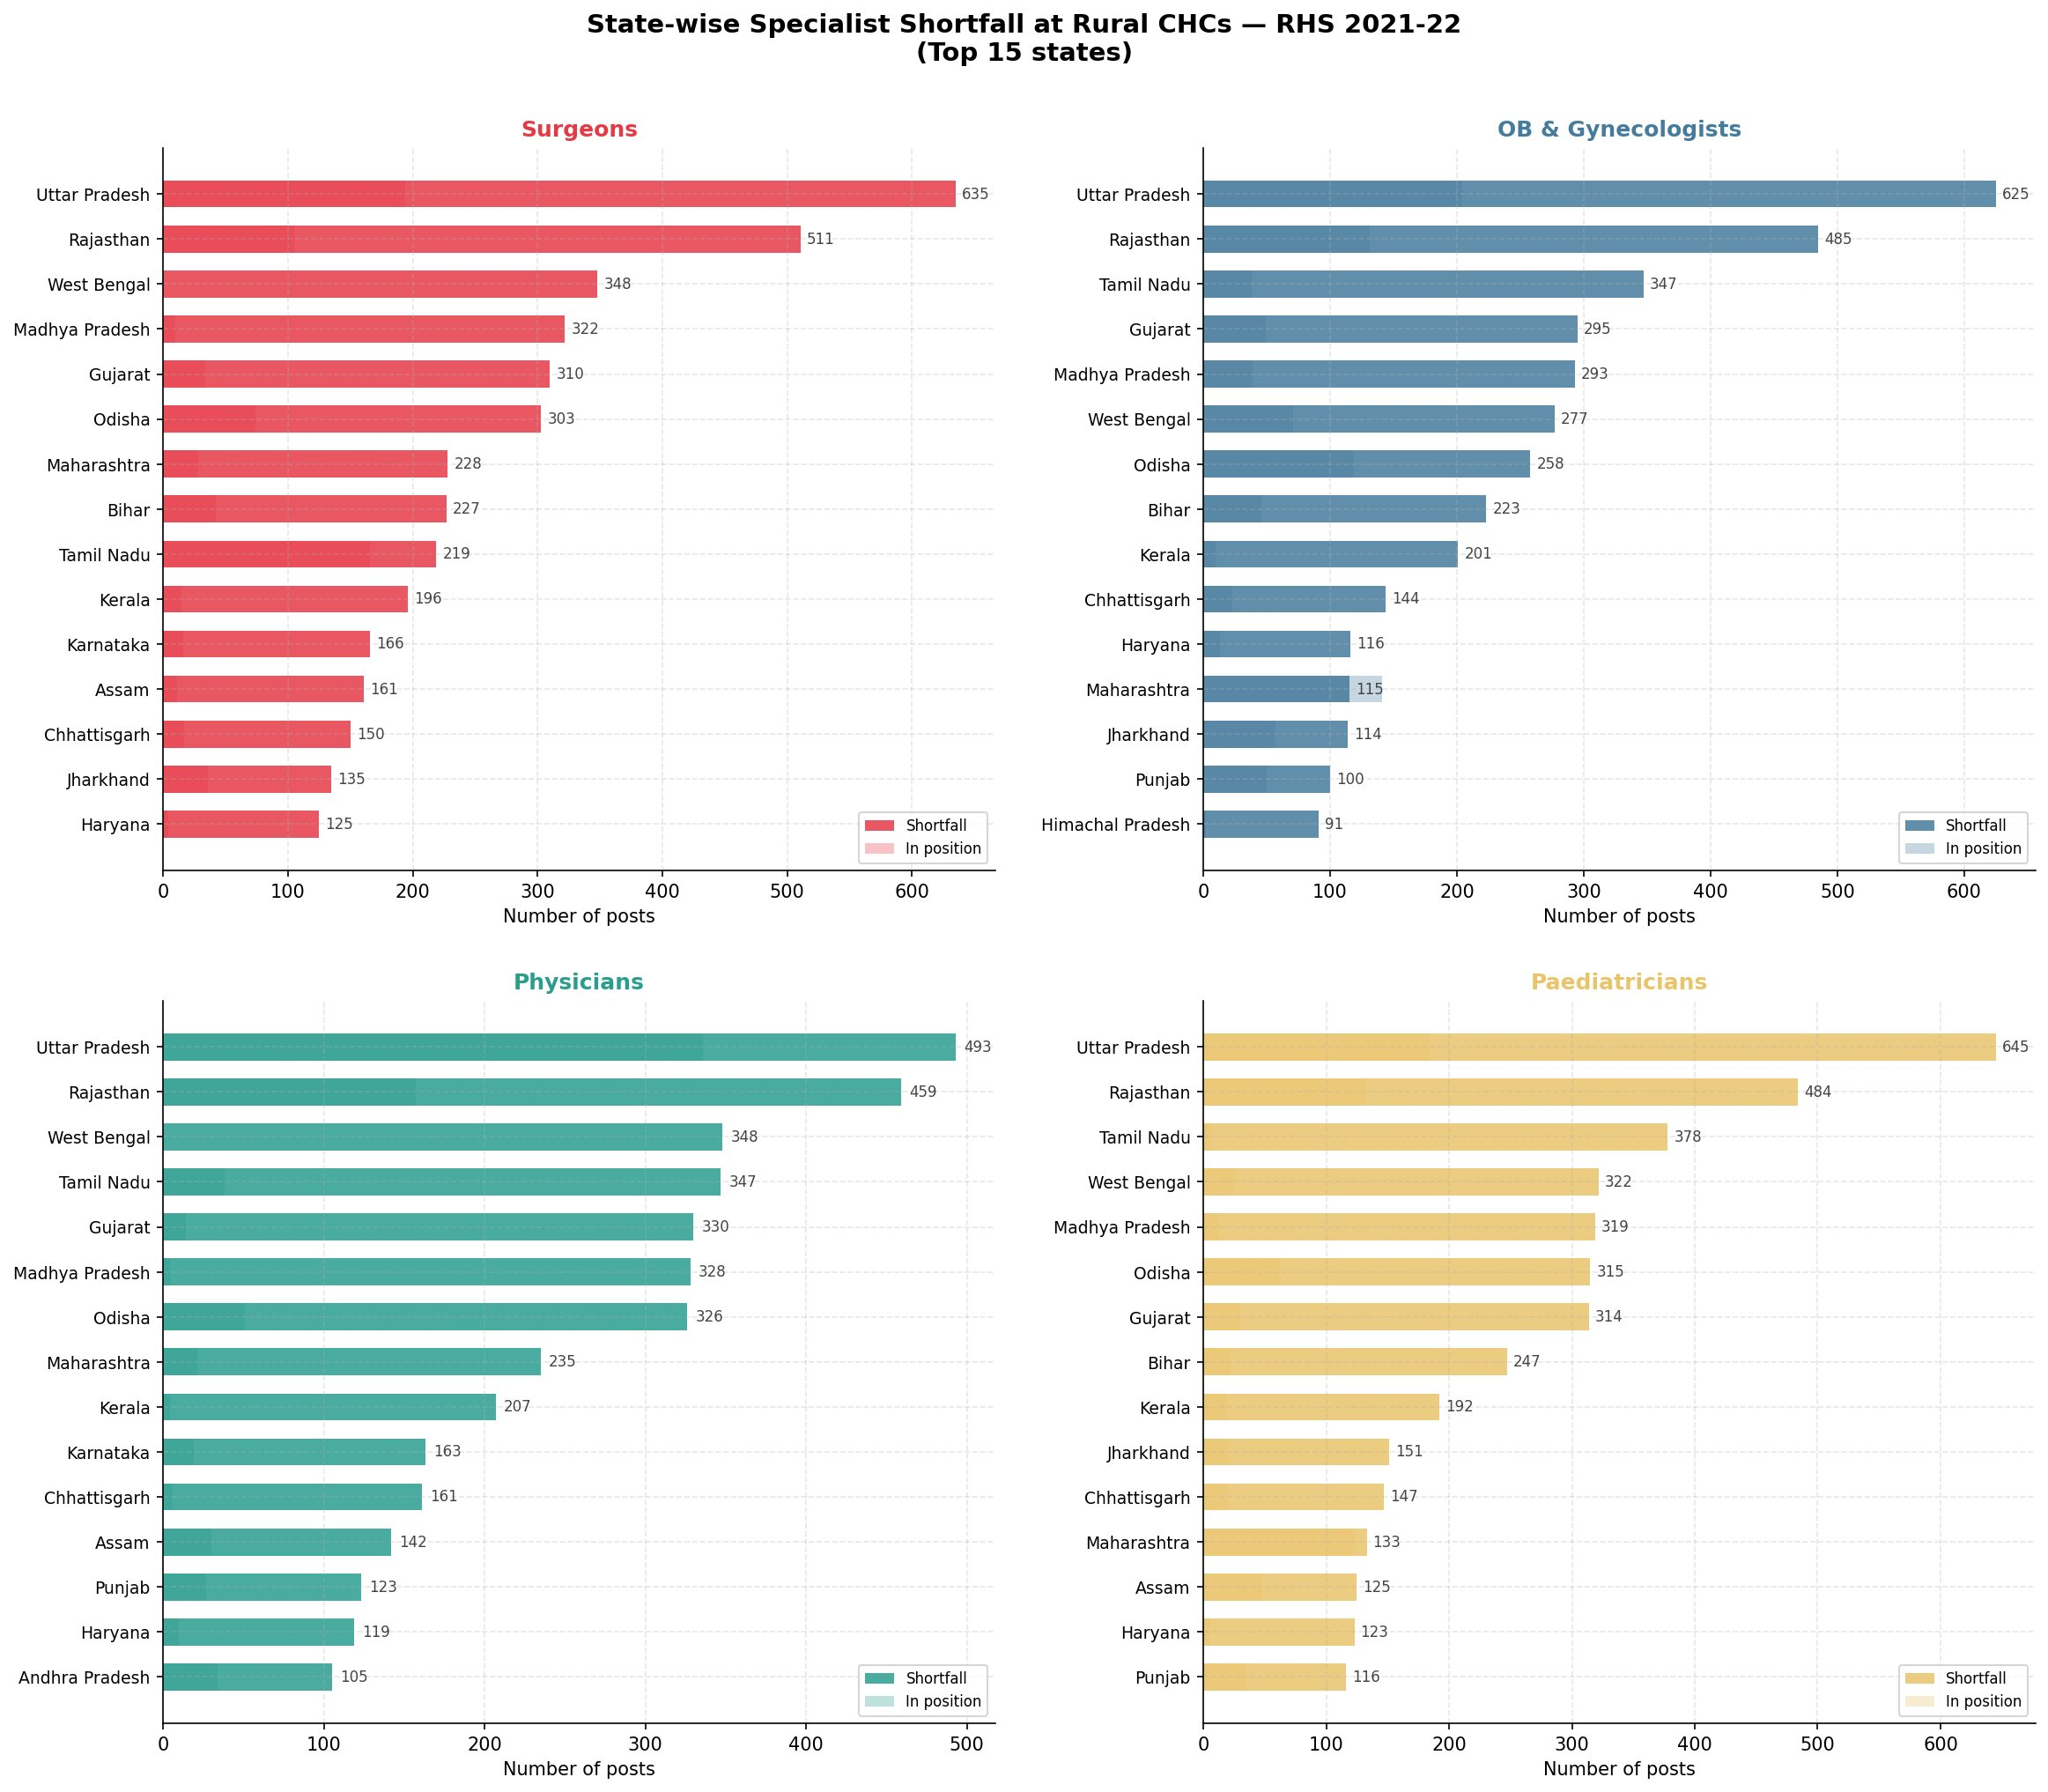 State-wise Specialist Shortfall at Rural CHCs — RHS 2021-22
(Top 15 states)
Surgeons
Uttar Pradesh 635
Rajasthan 511
West Bengal 348
Madhya Pradesh 322
Gujarat 310
Odisha 303
Maharashtra 228
Bihar 227
Tamil Nadu 219
Kerala 196
Karnataka 166
Assam 161
Chhattisgarh 150
Jharkhand 135
Haryana 125
Shortfall
In position
0 100 200 300 400 500 600
Number of posts
OB & Gynecologists
Uttar Pradesh 625
Rajasthan 485
Tamil Nadu 347
Gujarat 295
Madhya Pradesh 293
West Bengal 277
Odisha 258
Bihar 223
Kerala 201
Chhattisgarh 144
Haryana 116
Maharashtra 115
Jharkhand 114
Punjab 100
Himachal Pradesh 91
Shortfall
In position
0 100 200 300 400 500 600
Number of posts
Physicians
Uttar Pradesh 493
Rajasthan 459
West Bengal 348
Tamil Nadu 347
Gujarat 330
Madhya Pradesh 328
Odisha 326
Maharashtra 235
Kerala 207
Karnataka 163
Chhattisgarh 161
Assam 142
Punjab 123
Haryana 119
Andhra Pradesh 105
Shortfall
In position
0 100 200 300 400 500
Number of posts
Paediatricians
Uttar Pradesh 645
Rajasthan 484
Tamil Nadu 378
West Bengal 322
Madhya Pradesh 319
Odisha 315
Gujarat 314
Bihar 247
Kerala 192
Jharkhand 151
Chhattisgarh 147
Maharashtra 133
Assam 125
Haryana 123
Punjab 116
Shortfall
In position
0 100 200 300 400 500 600
Number of posts